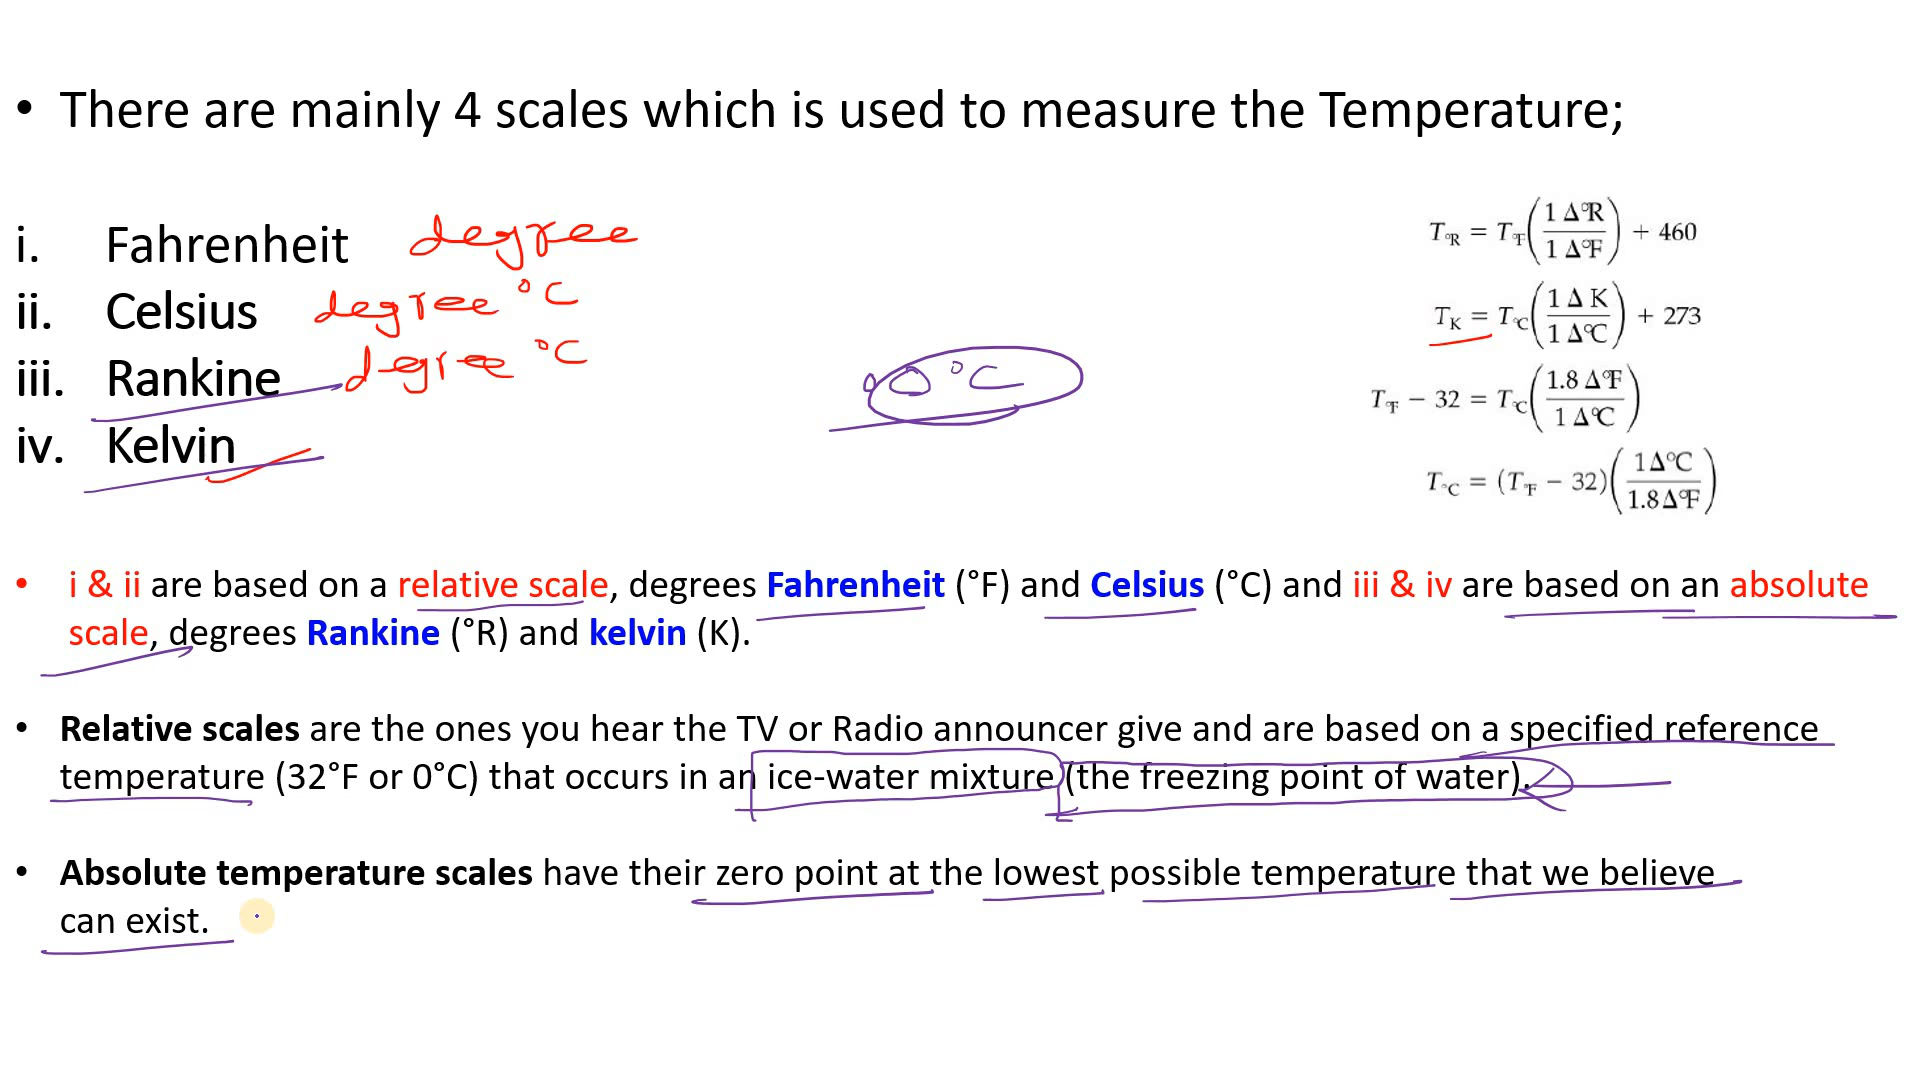 • There are mainly 4 scales which is used to measure the Temperature;
i. Fahrenheit degree
ii. Celsius degree °C
iii. Rankine degree °C
iv. Kelvin
°C
T°R = T°F(1 Δ°R / 1 Δ°F) + 460
TK = T°C(1 Δ K / 1 Δ°C) + 273
T°F − 32 = T°C(1.8 Δ°F / 1 Δ°C)
T°C = (T°F − 32)(1 Δ°C / 1.8 Δ°F)
• i & ii are based on a relative scale, degrees Fahrenheit (°F) and Celsius (°C) and iii & iv are based on an absolute
scale, degrees Rankine (°R) and kelvin (K).
• Relative scales are the ones you hear the TV or Radio announcer give and are based on a specified reference
temperature (32°F or 0°C) that occurs in an ice-water mixture (the freezing point of water).
• Absolute temperature scales have their zero point at the lowest possible temperature that we believe
can exist.